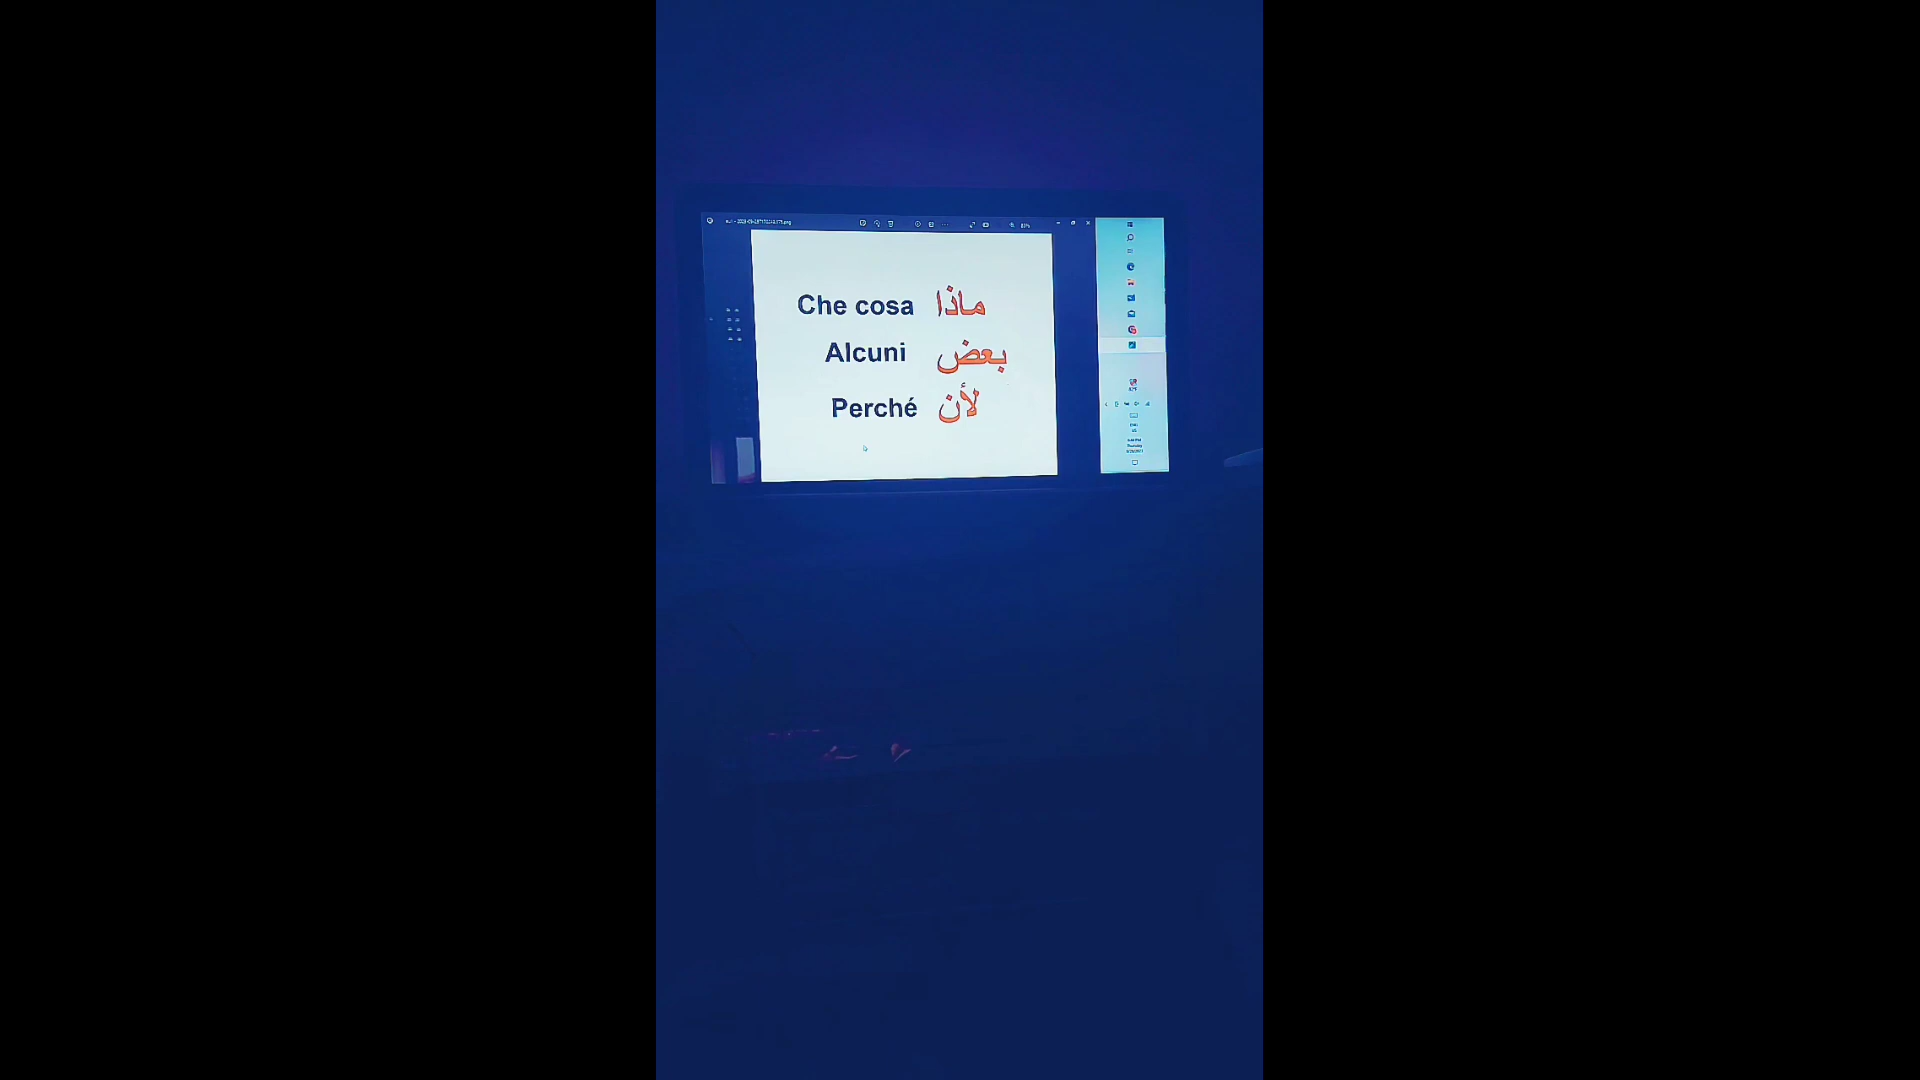 Che cosa ماذا
Alcuni بعض
Perché لأن